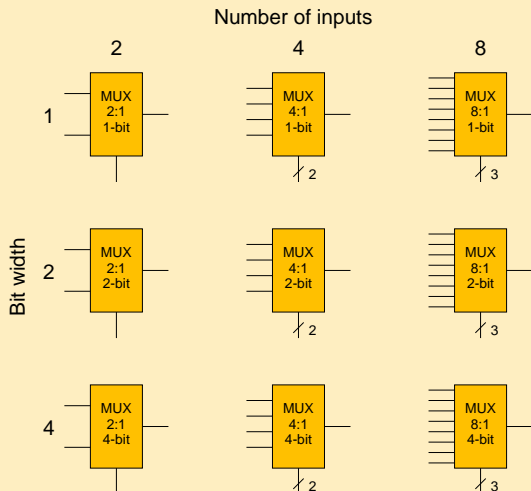 Number of inputs
2
4
8
Bit width
1
MUX
2:1
1-bit
MUX
4:1
1-bit
2
MUX
8:1
1-bit
3
2
MUX
2:1
2-bit
MUX
4:1
2-bit
2
MUX
8:1
2-bit
3
4
MUX
2:1
4-bit
MUX
4:1
4-bit
2
MUX
8:1
4-bit
3